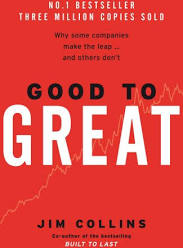 NO.1 BESTSELLER
THREE MILLION COPIES SOLD
Why some companies
make the leap ...
and others don't
GOOD TO
GREAT
JIM COLLINS
Co-author of the bestselling
BUILT TO LAST